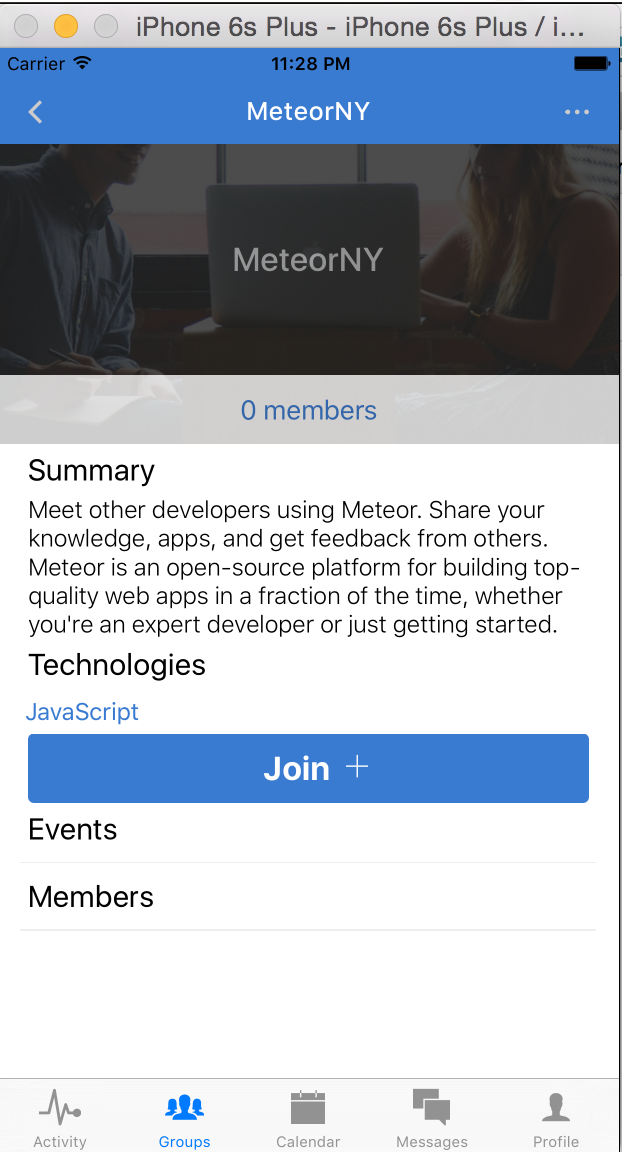 iPhone 6s Plus - iPhone 6s Plus / i...
Carrier 11:28 PM
MeteorNY
MeteorNY
0 members
Summary
Meet other developers using Meteor. Share your
knowledge, apps, and get feedback from others.
Meteor is an open-source platform for building top-
quality web apps in a fraction of the time, whether
you're an expert developer or just getting started.
Technologies
JavaScript
Join +
Events
Members
Activity Groups Calendar Messages Profile